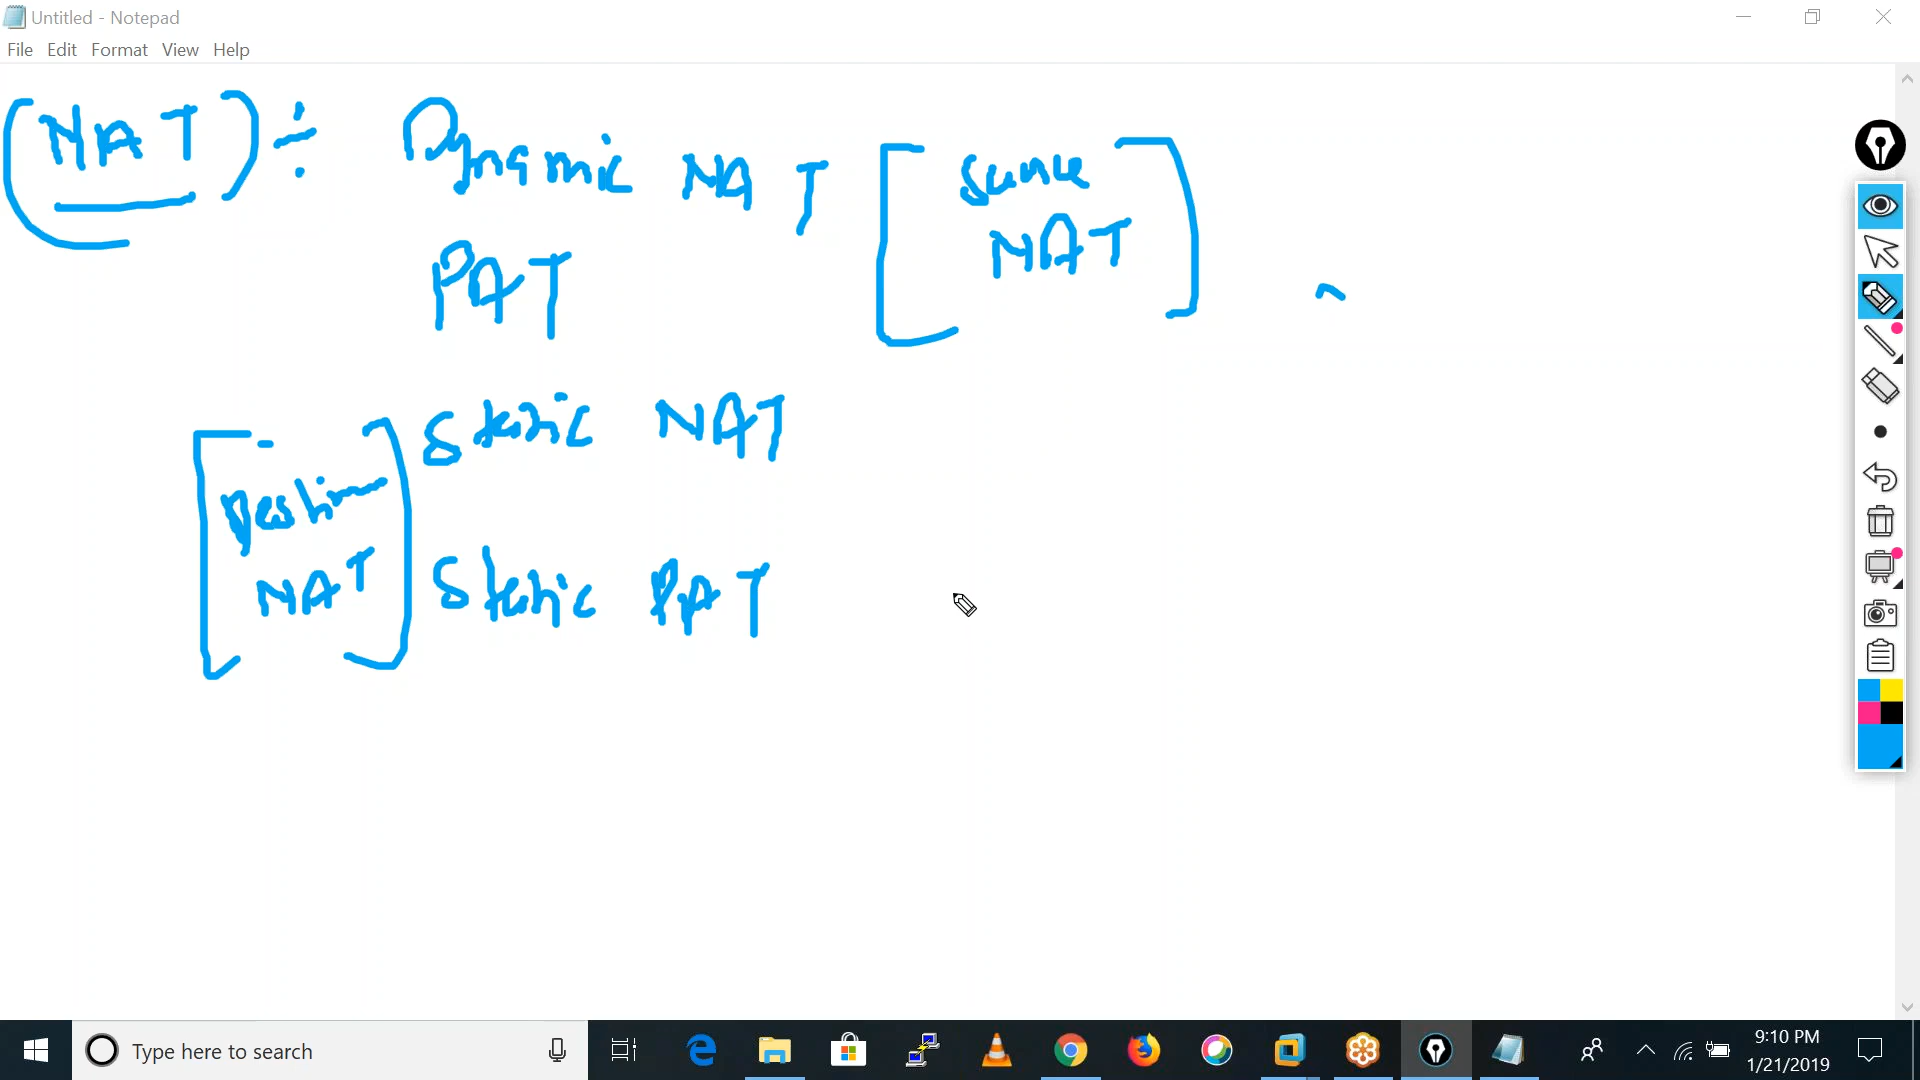 Untitled - Notepad
File Edit Format View Help
(NAT) ÷ Dynamic NAT [Source
NAT]
PAT
Static NAT
[Destin
NAT] Static PAT
Type here to search
9:10 PM
1/21/2019